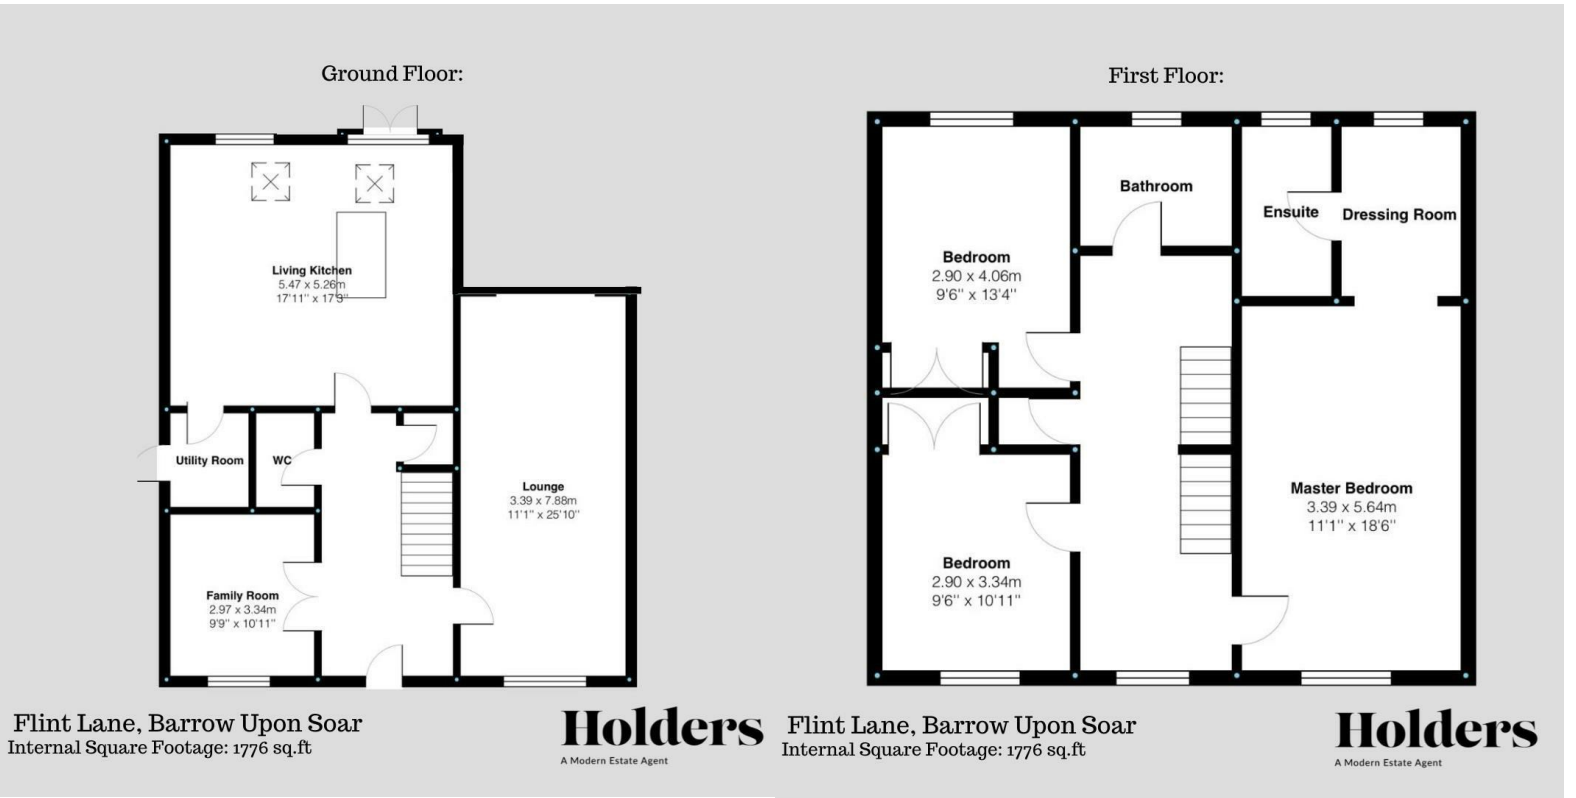 Ground Floor:
Living Kitchen
5.47 x 5.26m
17'11" x 17'3"
Utility Room
WC
Lounge
3.39 x 7.88m
11'1" x 25'10"
Family Room
2.97 x 3.34m
9'9" x 10'11"
Flint Lane, Barrow Upon Soar
Internal Square Footage: 1776 sq.ft
Holders
A Modern Estate Agent
First Floor:
Bathroom
Ensuite
Dressing Room
Bedroom
2.90 x 4.06m
9'6" x 13'4"
Master Bedroom
3.39 x 5.64m
11'1" x 18'6"
Bedroom
2.90 x 3.34m
9'6" x 10'11"
Flint Lane, Barrow Upon Soar
Internal Square Footage: 1776 sq.ft
Holders
A Modern Estate Agent